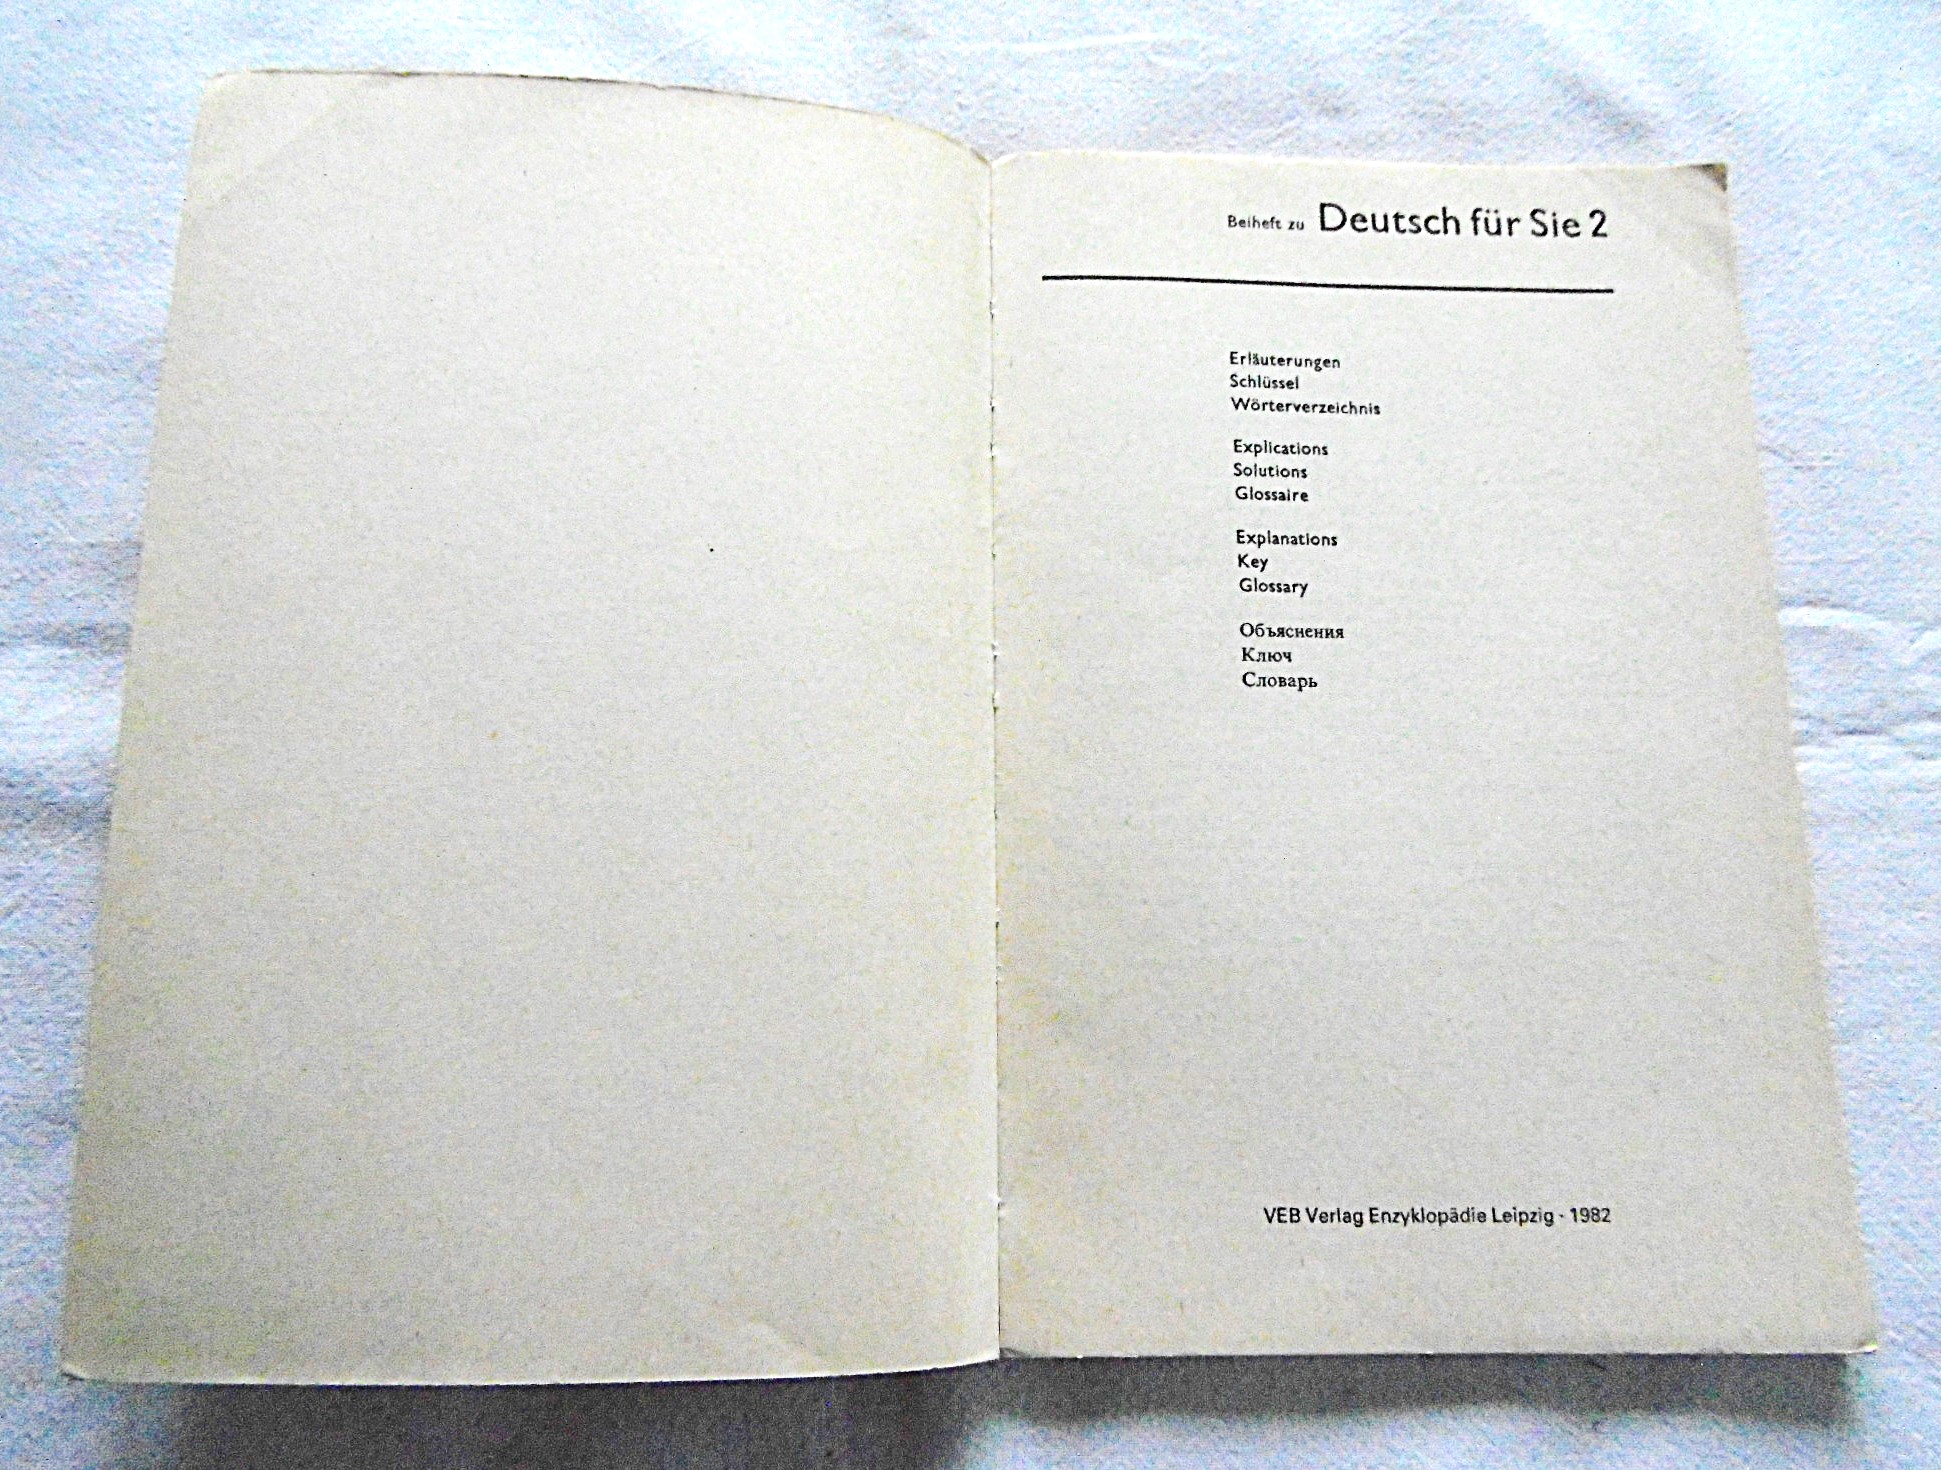 Beiheft zu Deutsch für Sie 2
Erläuterungen
Schlüssel
Wörterverzeichnis
Explications
Solutions
Glossaire
Explanations
Key
Glossary
Объяснения
Ключ
Словарь
VEB Verlag Enzyklopädie Leipzig · 1982